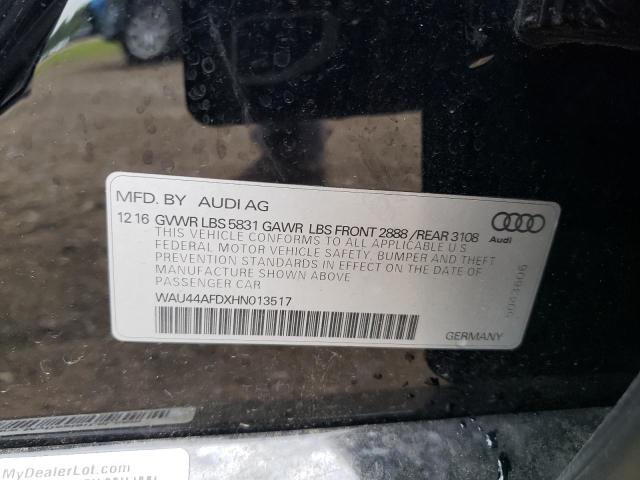 MFD. BY AUDI AG
12 16 GVWR LBS 5831 GAWR LBS FRONT 2888 /REAR 3108
THIS VEHICLE CONFORMS TO ALL APPLICABLE U.S
FEDERAL MOTOR VEHICLE SAFETY, BUMPER AND THEFT
PREVENTION STANDARDS IN EFFECT ON THE DATE OF
MANUFACTURE SHOWN ABOVE
PASSENGER CAR
WAU44AFDXHN013517
Audi
5043606
GERMANY
MyDealerLot.com